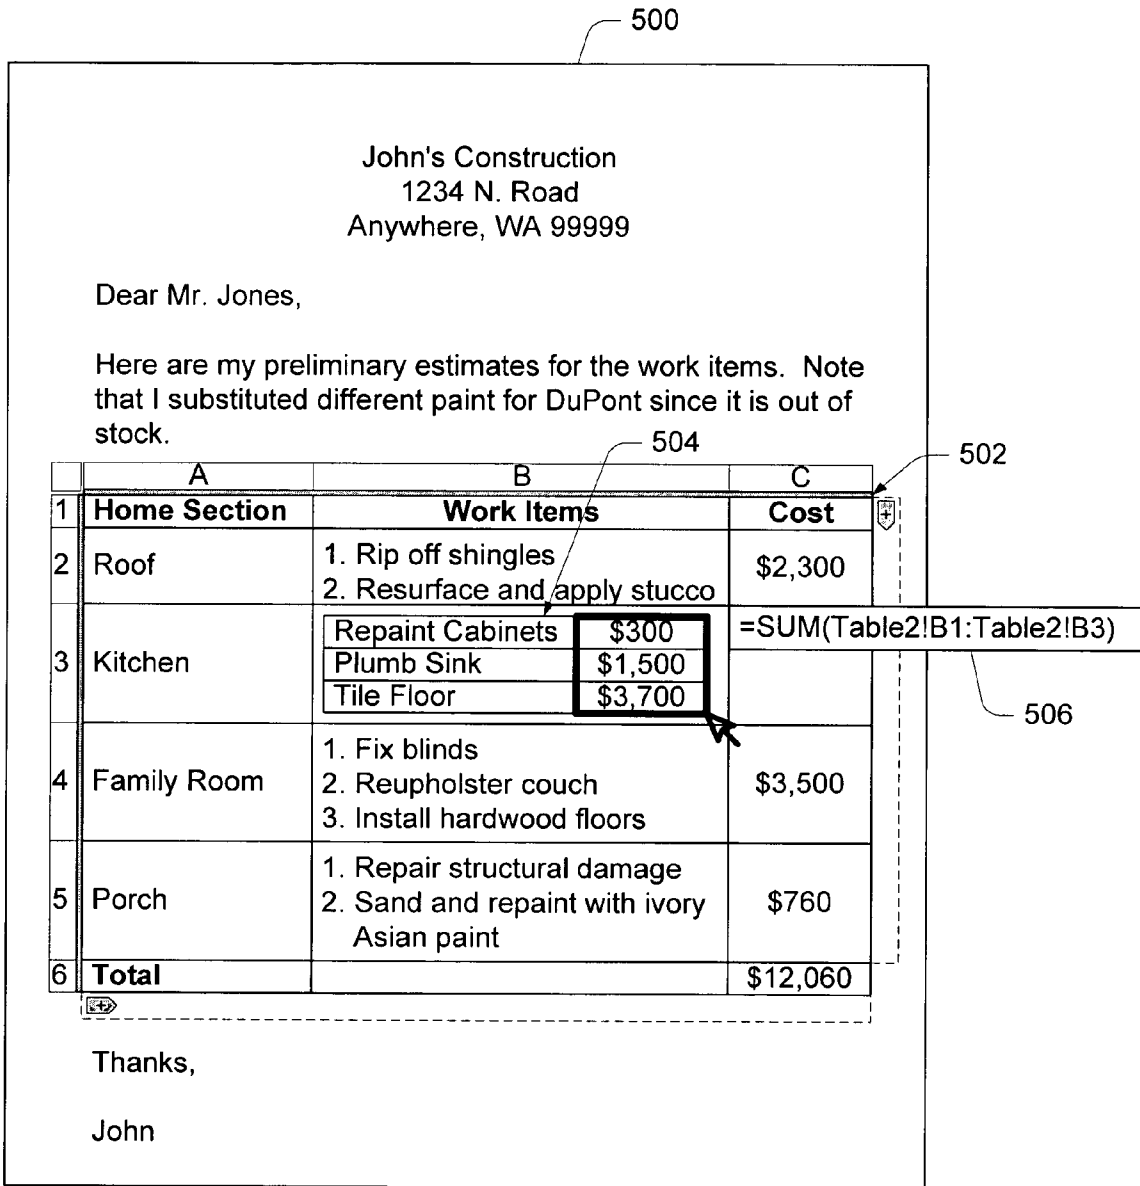 500
John's Construction
1234 N. Road
Anywhere, WA 99999
Dear Mr. Jones,
Here are my preliminary estimates for the work items. Note
that I substituted different paint for DuPont since it is out of
stock.
504
502
A B C
1 Home Section Work Items Cost
2 Roof 1. Rip off shingles
2. Resurface and apply stucco $2,300
3 Kitchen Repaint Cabinets $300 =SUM(Table2!B1:Table2!B3)
Plumb Sink $1,500
Tile Floor $3,700
506
4 Family Room 1. Fix blinds
2. Reupholster couch $3,500
3. Install hardwood floors
5 Porch 1. Repair structural damage
2. Sand and repaint with ivory $760
Asian paint
6 Total $12,060
Thanks,
John